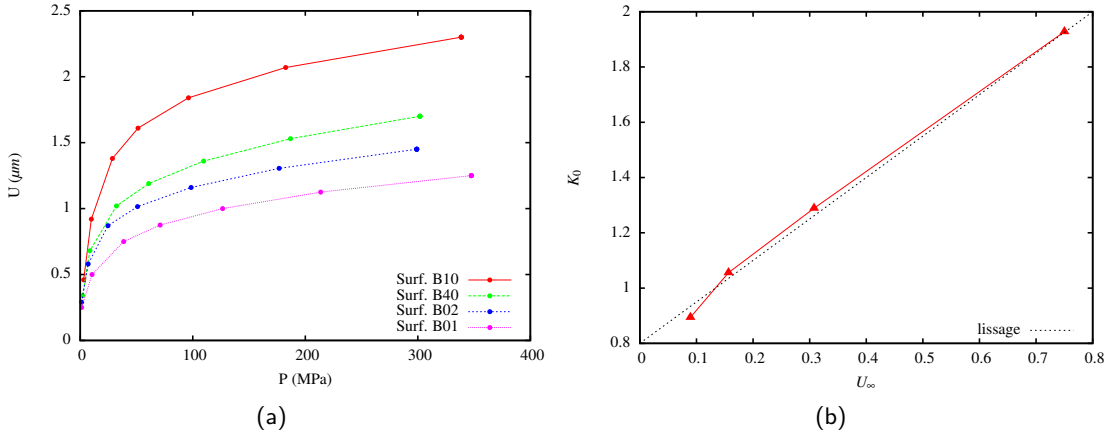 2.5
2
1.5
1
0.5
0
U (μm)
0
100
200
300
400
P (MPa)
Surf. B10
Surf. B40
Surf. B02
Surf. B01
(a)
2
1.8
1.6
1.4
1.2
1
0.8
K0
0
0.1
0.2
0.3
0.4
0.5
0.6
0.7
0.8
U∞
lissage
(b)